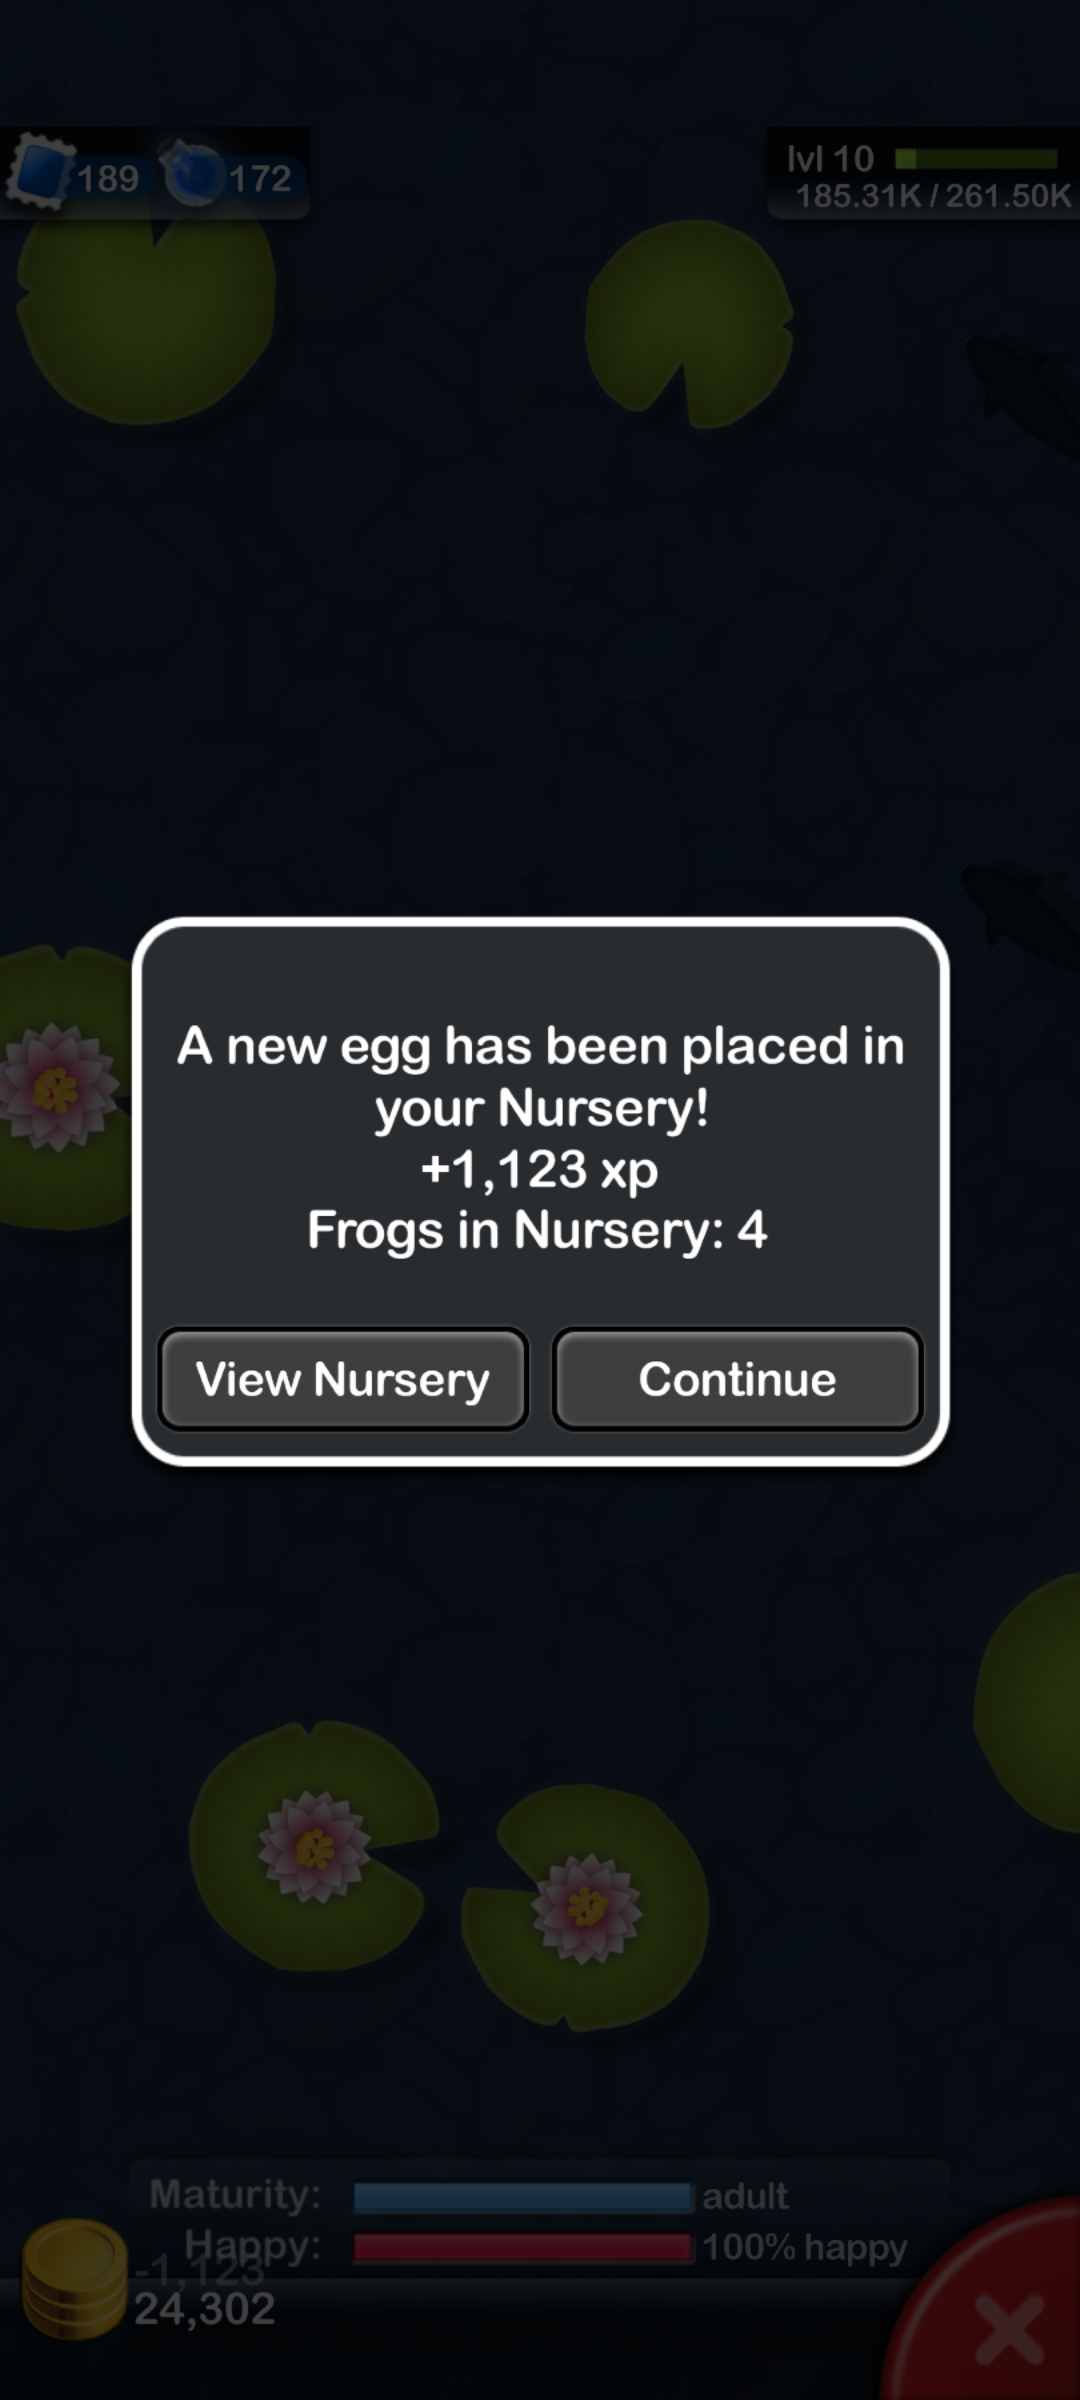 189 172
lvl 10
185.31K / 261.50K
A new egg has been placed in
your Nursery!
+1,123 xp
Frogs in Nursery: 4
View Nursery Continue
Maturity: adult
Happy: 100% happy
-1,123
24,302